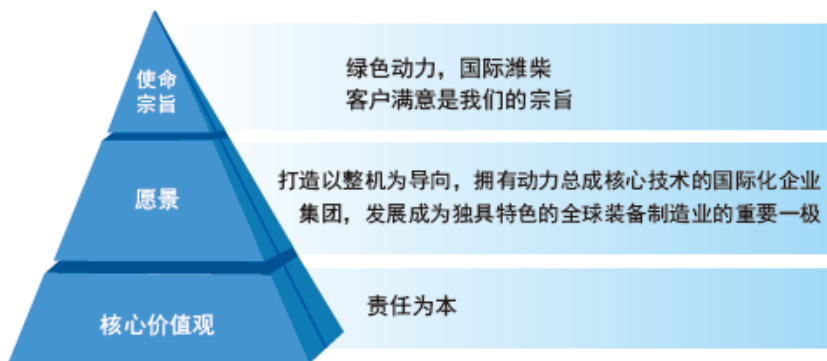 使命
宗旨
绿色动力，国际潍柴
客户满意是我们的宗旨
愿景
打造以整机为导向，拥有动力总成核心技术的国际化企业
集团，发展成为独具特色的全球装备制造业的重要一极
核心价值观
责任为本